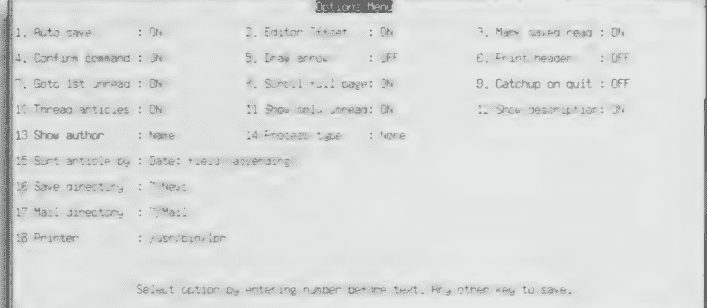 Options Menu
1. Auto save : ON 2. Editor Offset : ON 3. Mark saved read : ON
4. Confirm command : ON 5. Draw arrow : OFF 6. Print header : OFF
7. Goto 1st unread : ON 8. Scroll full page: ON 9. Catchup on quit : OFF
10 Thread articles : ON 11 Show only unread: ON 12 Show description: ON
13 Show author : Name 14 Process type : None
15 Sort article by : Date: field ascending
16 Save directory : ~/News
17 Mail directory : ~/Mail
18 Printer : /usr/bin/lpr
Select option by entering number before text. Any other key to save.